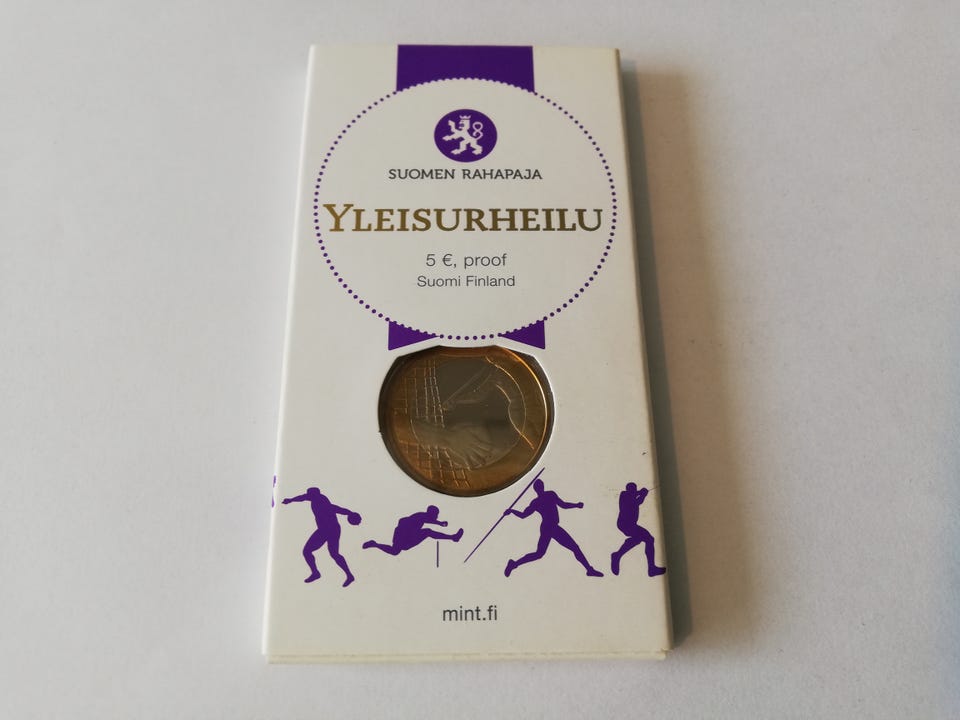 SUOMEN RAHAPAJA
YLEISURHEILU
5 €, proof
Suomi Finland
mint.fi